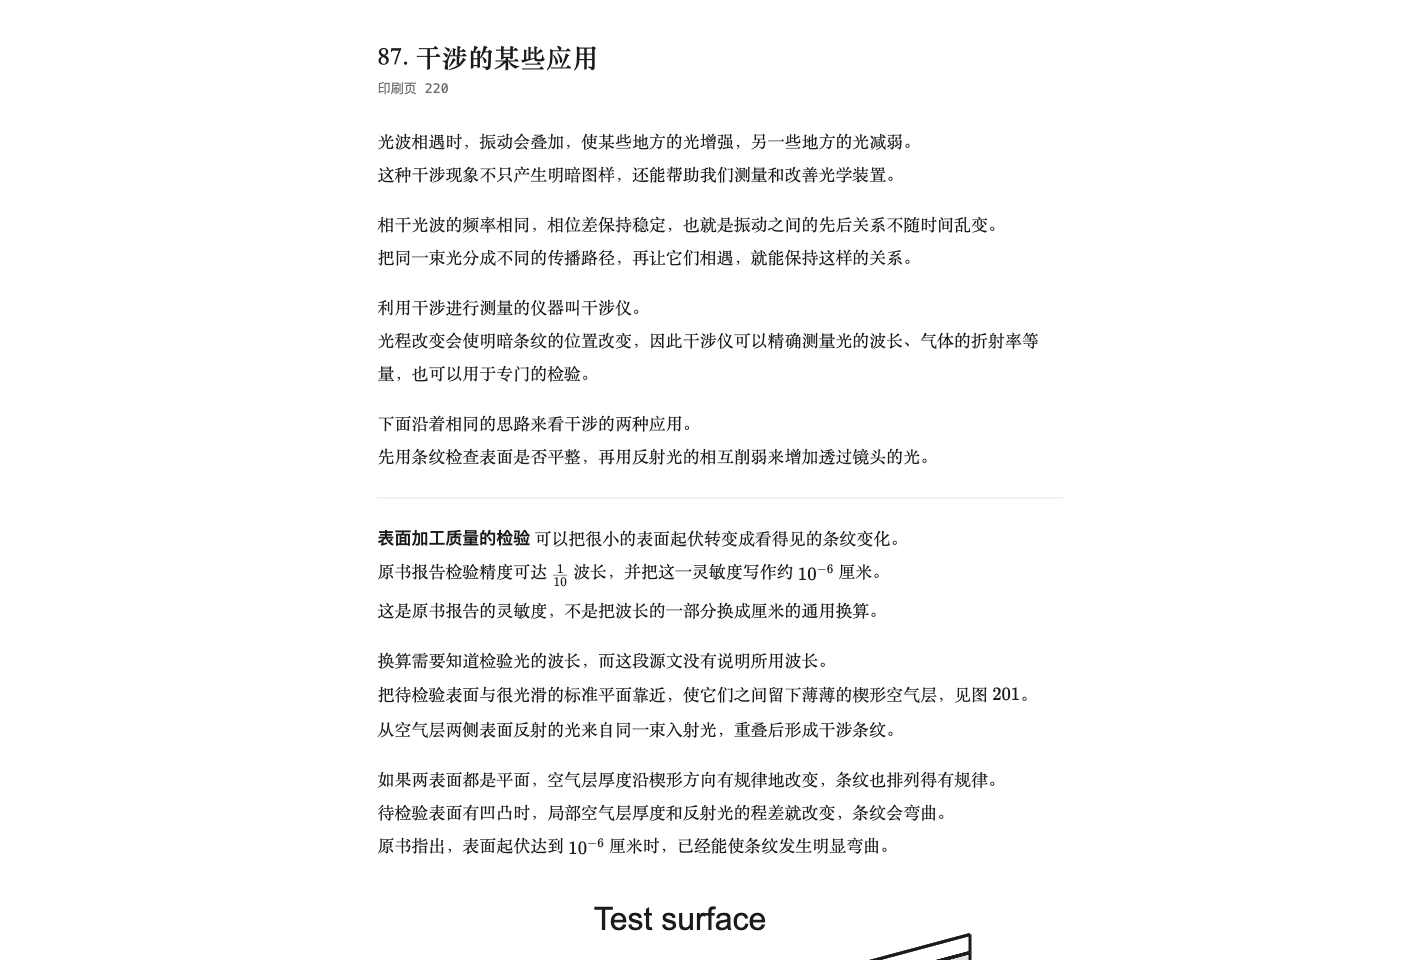 87. 干涉的某些应用
印刷页 220
光波相遇时，振动会叠加，使某些地方的光增强，另一些地方的光减弱。
这种干涉现象不只产生明暗图样，还能帮助我们测量和改善光学装置。
相干光波的频率相同，相位差保持稳定，也就是振动之间的先后关系不随时间乱变。
把同一束光分成不同的传播路径，再让它们相遇，就能保持这样的关系。
利用干涉进行测量的仪器叫干涉仪。
光程改变会使明暗条纹的位置改变，因此干涉仪可以精确测量光的波长、气体的折射率等
量，也可以用于专门的检验。
下面沿着相同的思路来看干涉的两种应用。
先用条纹检查表面是否平整，再用反射光的相互削弱来增加透过镜头的光。
表面加工质量的检验 可以把很小的表面起伏转变成看得见的条纹变化。
原书报告检验精度可达 1/10 波长，并把这一灵敏度写作约 10⁻⁶ 厘米。
这是原书报告的灵敏度，不是把波长的一部分换成厘米的通用换算。
换算需要知道检验光的波长，而这段源文没有说明所用波长。
把待检验表面与很光滑的标准平面靠近，使它们之间留下薄薄的楔形空气层，见图 201。
从空气层两侧表面反射的光来自同一束入射光，重叠后形成干涉条纹。
如果两表面都是平面，空气层厚度沿楔形方向有规律地改变，条纹也排列得有规律。
待检验表面有凹凸时，局部空气层厚度和反射光的程差就改变，条纹会弯曲。
原书指出，表面起伏达到 10⁻⁶ 厘米时，已经能使条纹发生明显弯曲。
Test surface